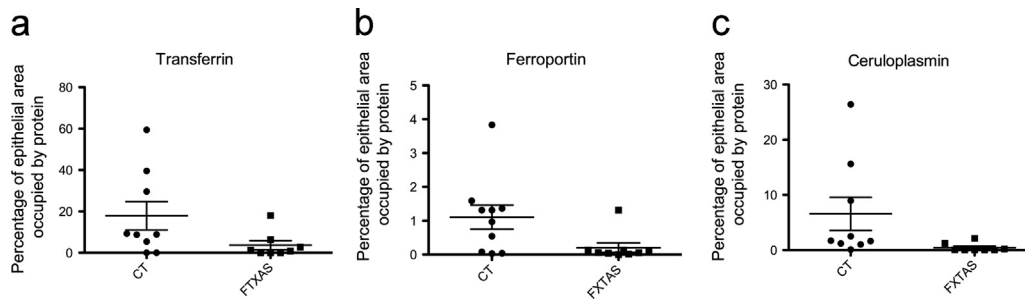 a
Transferrin
Percentage of epithelial area
occupied by protein
80
60
40
20
0
CT
FTXAS
b
Ferroportin
Percentage of epithelial area
occupied by protein
5
4
3
2
1
0
CT
FXTAS
c
Ceruloplasmin
Percentage of epithelial area
occupied by protein
30
20
10
0
CT
FXTAS